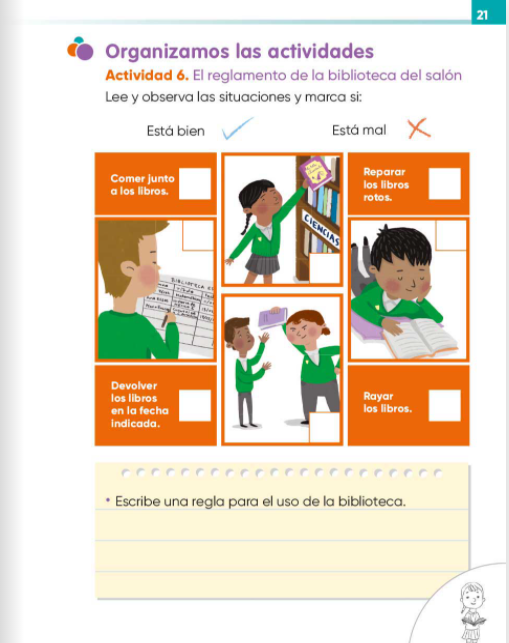 21
Organizamos las actividades
Actividad 6. El reglamento de la biblioteca del salón
Lee y observa las situaciones y marca si:
Está bien
Está mal
Comer junto
a los libros.
Reparar
los libros
rotos.
CIENCIAS
BIBLIOTECA
Devolver
los libros
en la fecha
indicada.
Rayar
los libros.
* Escribe una regla para el uso de la biblioteca.